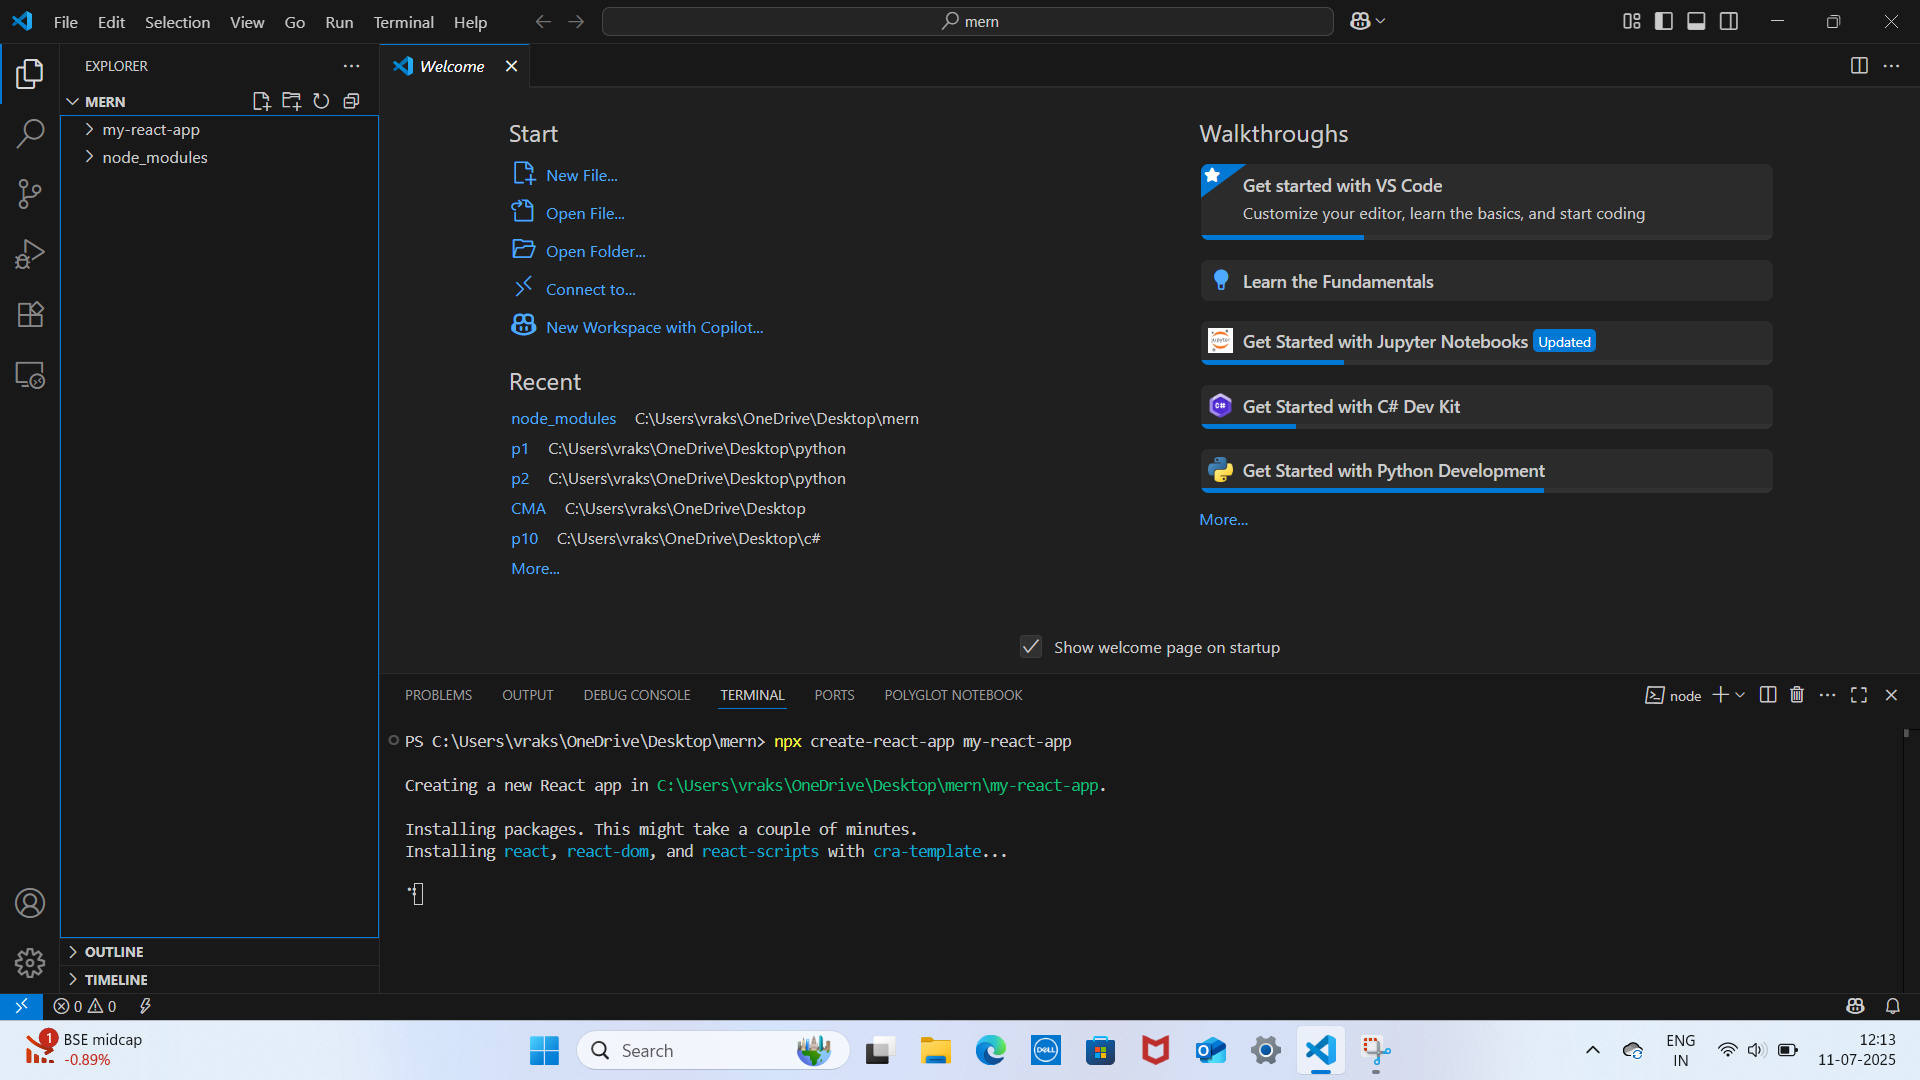 File Edit Selection View Go Run Terminal Help
mern
EXPLORER
Welcome
MERN
my-react-app
node_modules
OUTLINE
TIMELINE
Start
New File...
Open File...
Open Folder...
Connect to...
New Workspace with Copilot...
Recent
node_modules C:\Users\vraks\OneDrive\Desktop\mern
p1 C:\Users\vraks\OneDrive\Desktop\python
p2 C:\Users\vraks\OneDrive\Desktop\python
CMA C:\Users\vraks\OneDrive\Desktop
p10 C:\Users\vraks\OneDrive\Desktop\c#
More...
Walkthroughs
Get started with VS Code
Customize your editor, learn the basics, and start coding
Learn the Fundamentals
Get Started with Jupyter Notebooks Updated
Get Started with C# Dev Kit
Get Started with Python Development
More...
Show welcome page on startup
PROBLEMS OUTPUT DEBUG CONSOLE TERMINAL PORTS POLYGLOT NOTEBOOK
node
PS C:\Users\vraks\OneDrive\Desktop\mern> npx create-react-app my-react-app
Creating a new React app in C:\Users\vraks\OneDrive\Desktop\mern\my-react-app.
Installing packages. This might take a couple of minutes.
Installing react, react-dom, and react-scripts with cra-template...
0 0
1
BSE midcap
-0.89%
Search
DELL
ENG
IN
12:13
11-07-2025